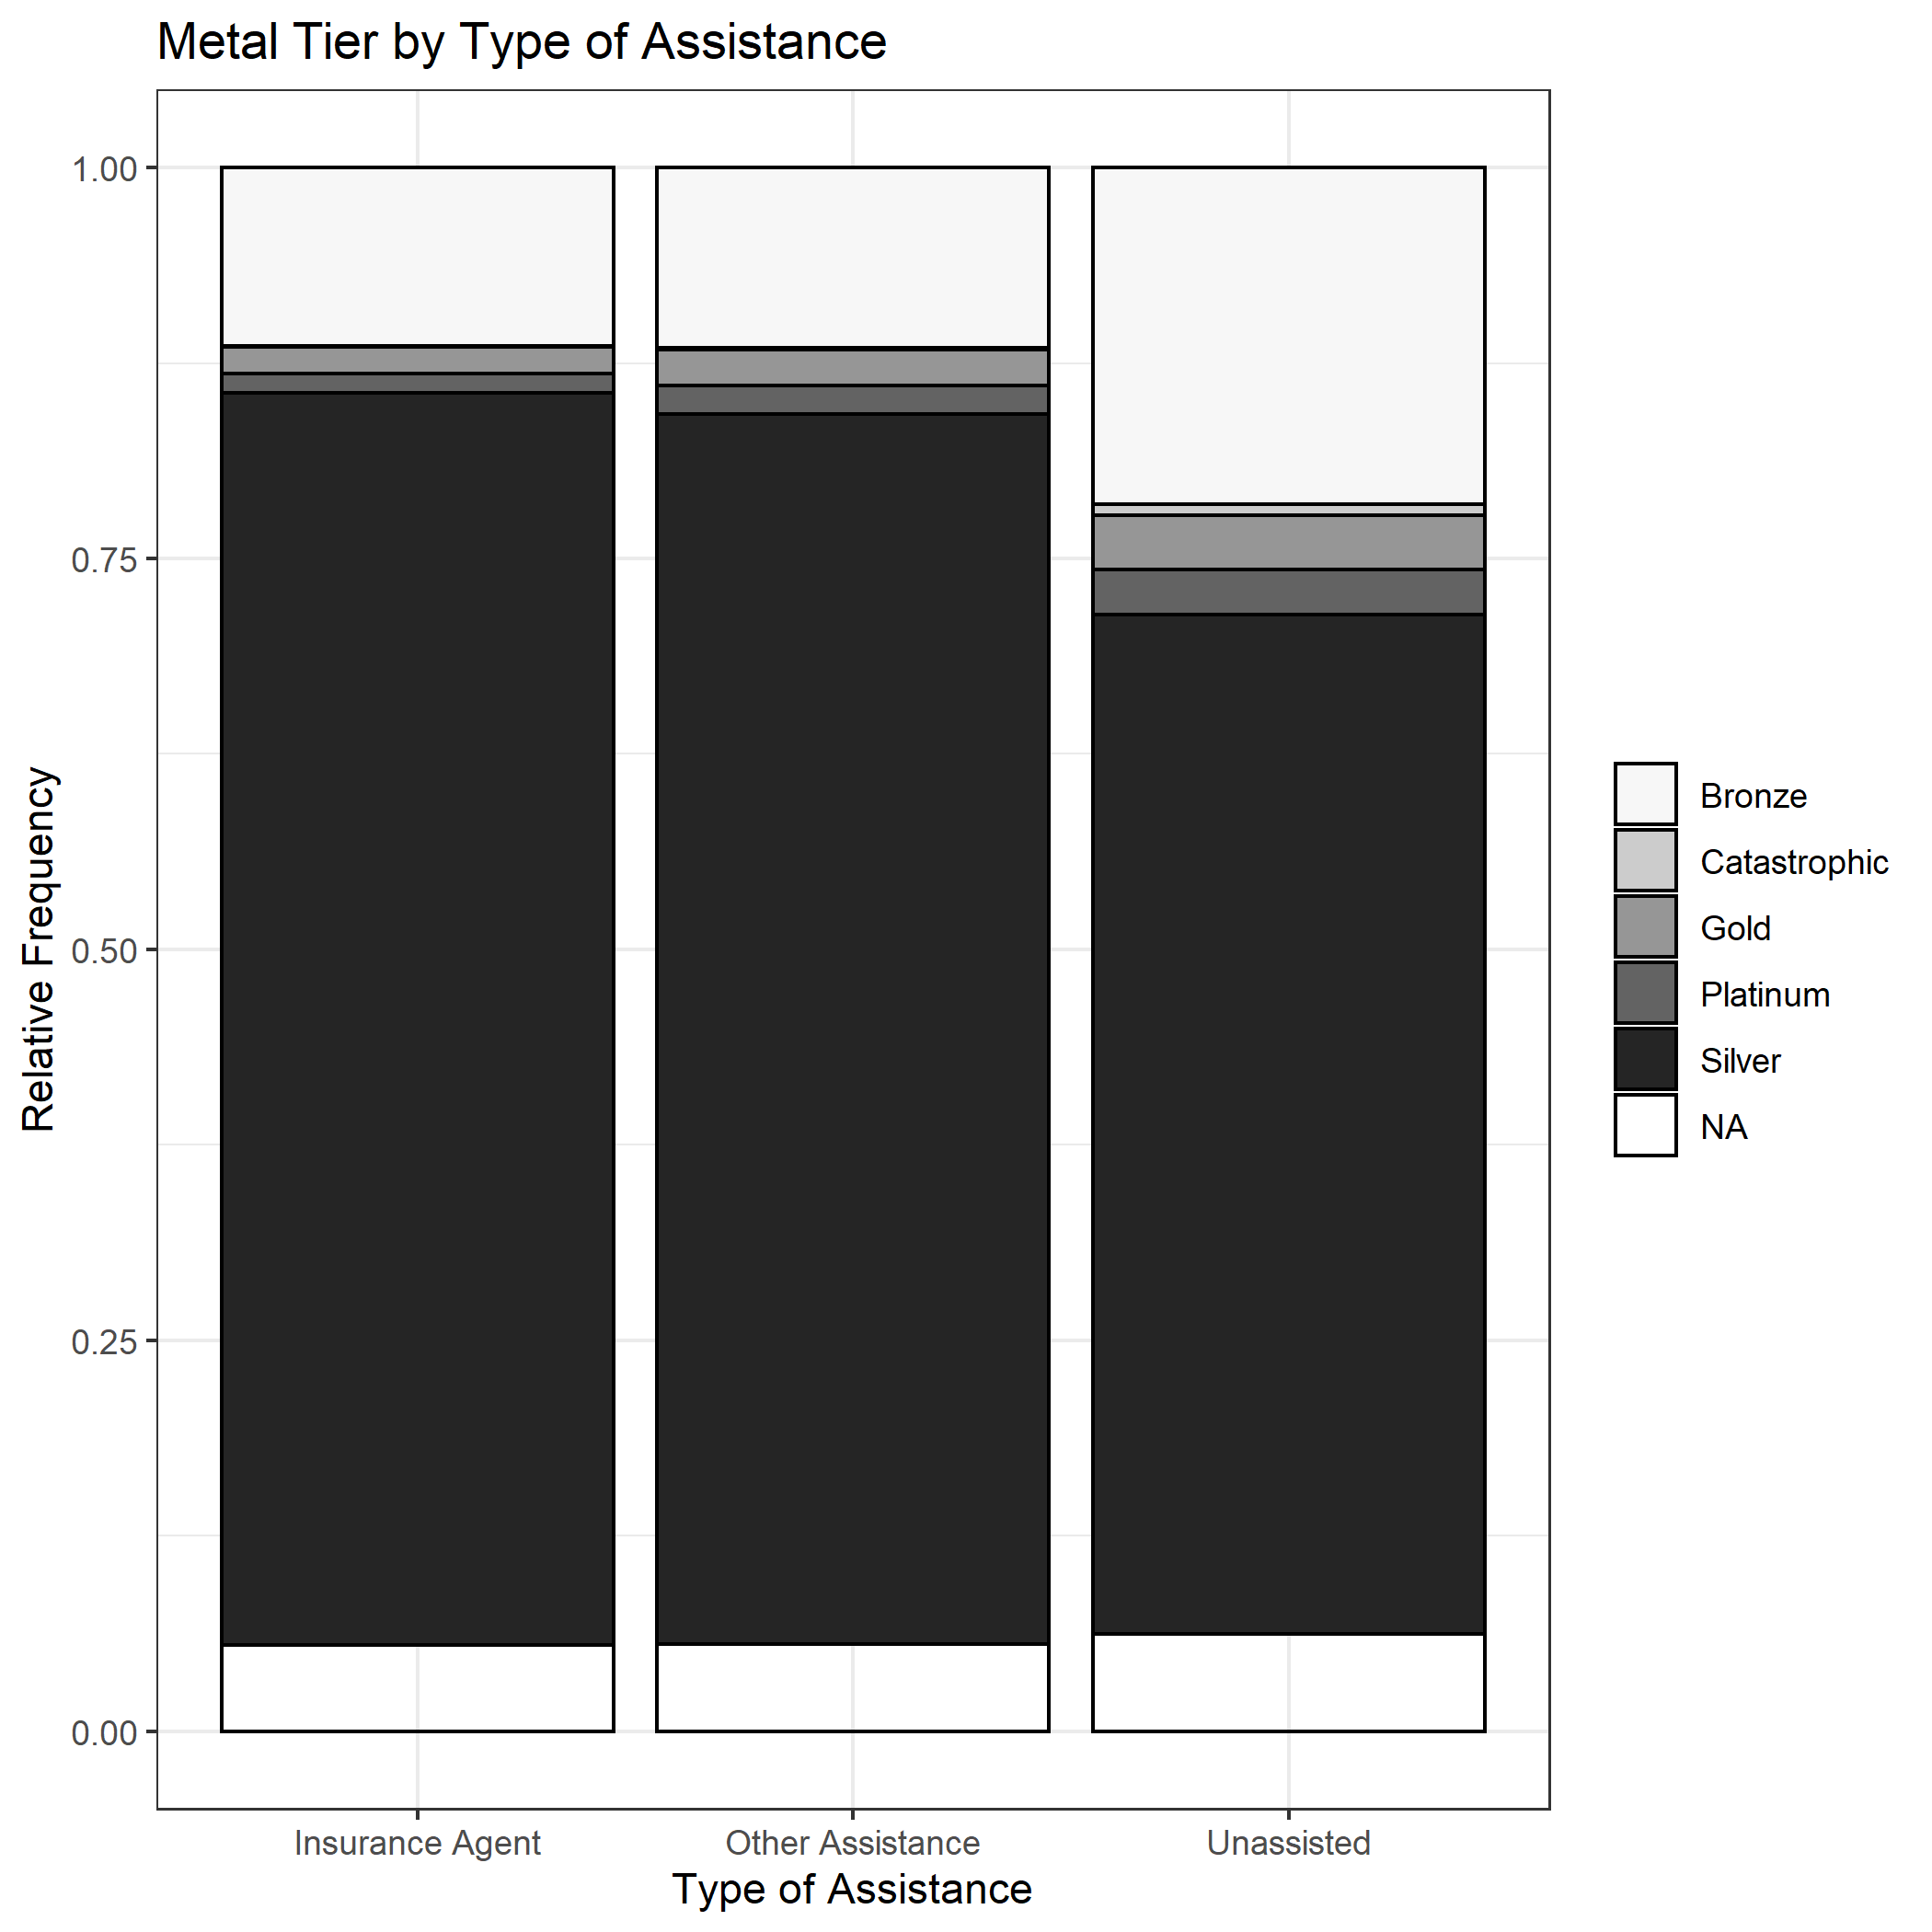 Metal Tier by Type of Assistance
1.00
0.75
0.50
0.25
0.00
Relative Frequency
Insurance Agent
Other Assistance
Unassisted
Type of Assistance
Bronze
Catastrophic
Gold
Platinum
Silver
NA